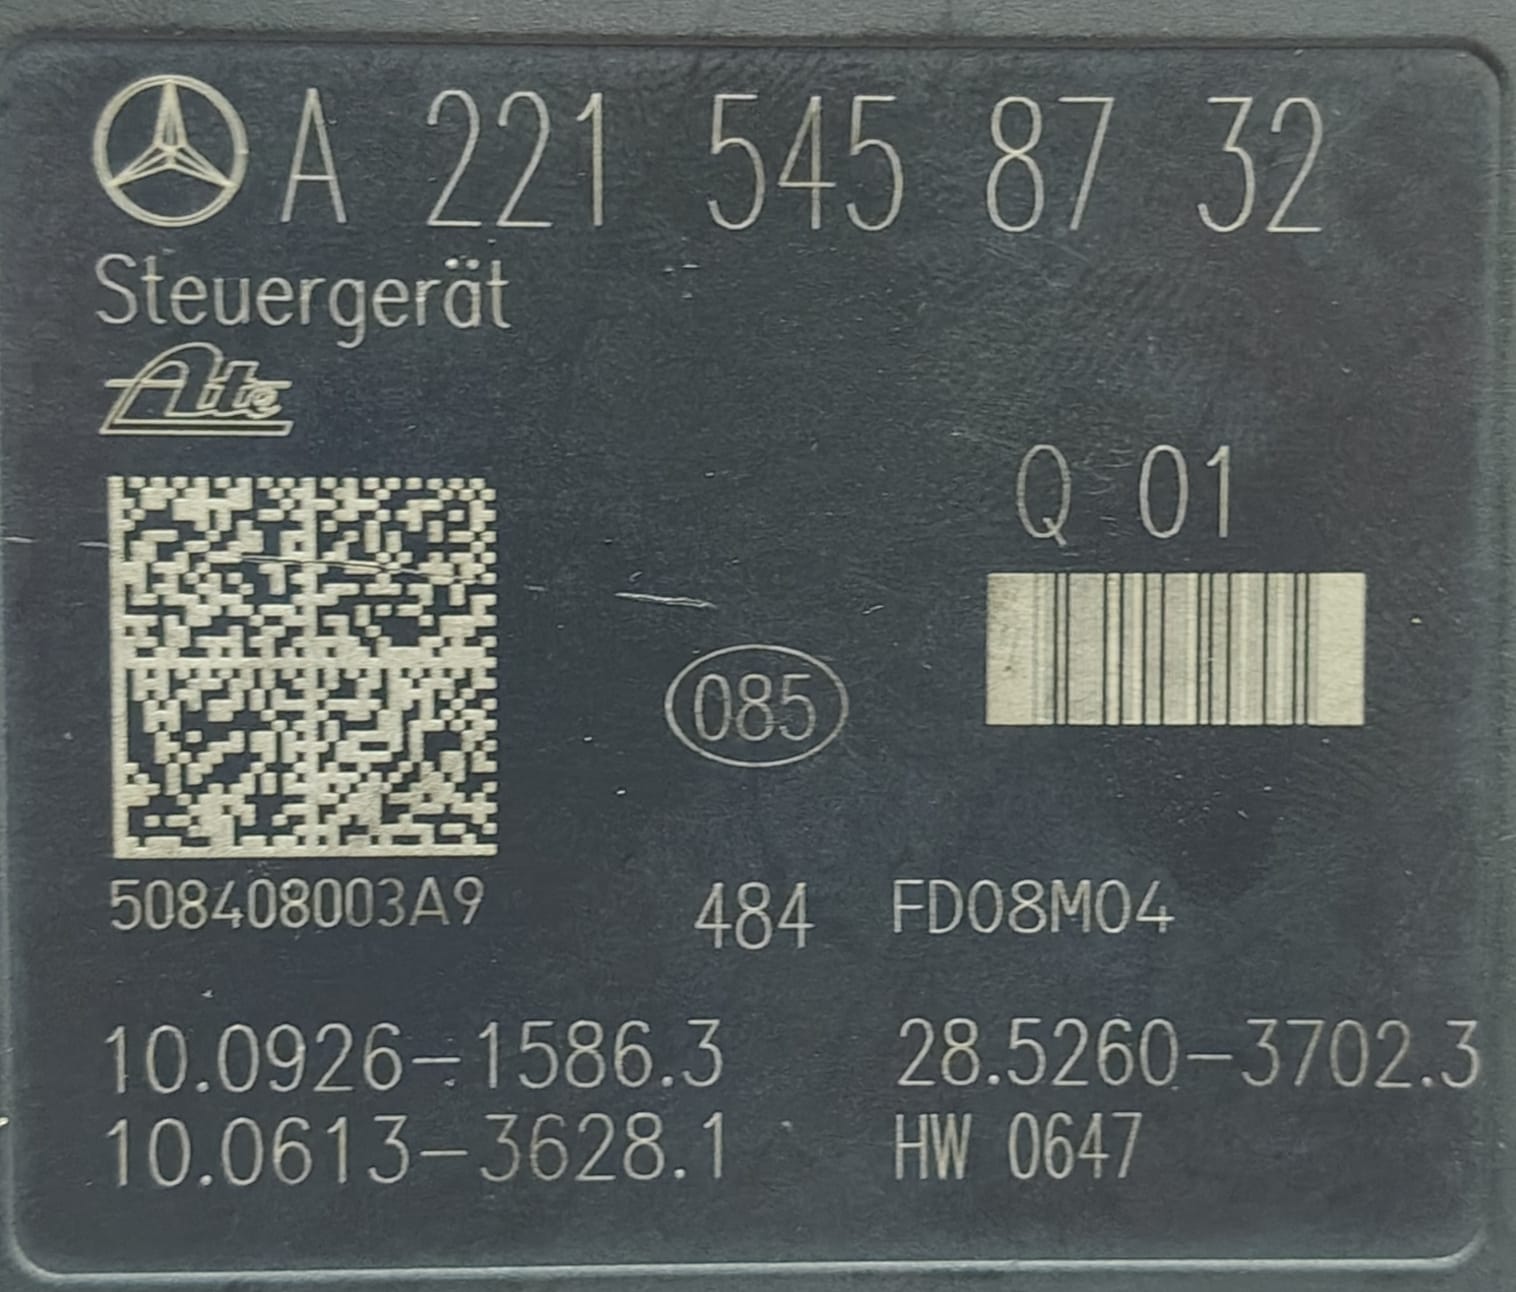 A 221 545 87 32
Steuergerät
Ate
Q 01
085
508408003A9 484 FD08M04
10.0926-1586.3 28.5260-3702.3
10.0613-3628.1 HW 0647